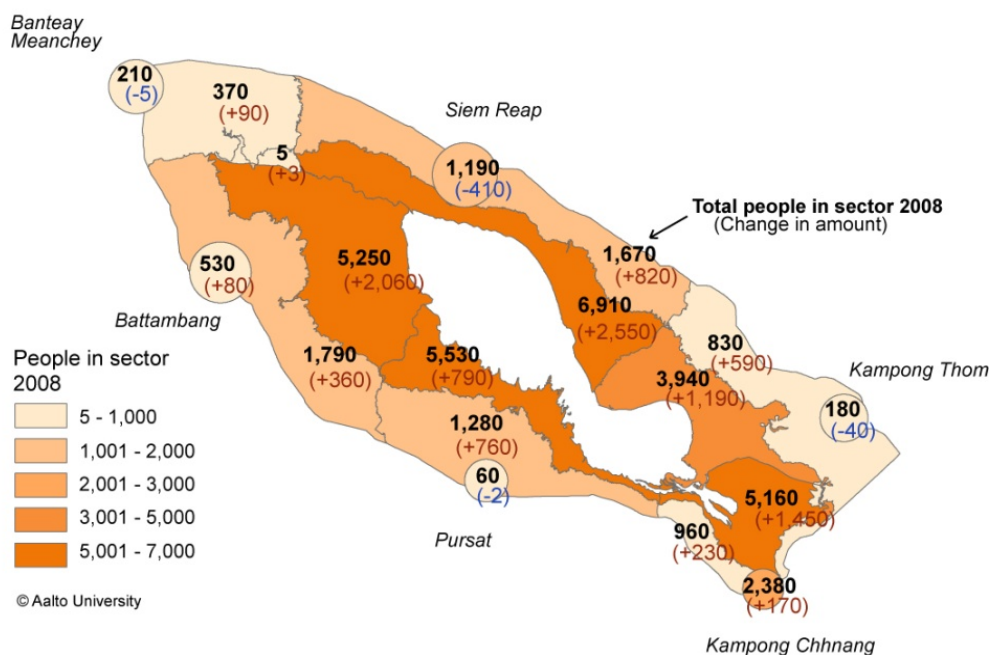 Banteay
Meanchey
210
(-5)
370
(+90)
5
(+3)
Siem Reap
1,190
(-410)
Total people in sector 2008
(Change in amount)
1,670
(+820)
530
(+80)
5,250
(+2,060)
6,910
(+2,550)
Battambang
1,790
(+360)
5,530
(+790)
830
(+590)
Kampong Thom
3,940
(+1,190)
180
(-40)
1,280
(+760)
60
(-2)
Pursat
5,160
(+1,450)
960
(+230)
2,380
(+170)
Kampong Chhnang
People in sector
2008
5 - 1,000
1,001 - 2,000
2,001 - 3,000
3,001 - 5,000
5,001 - 7,000
© Aalto University